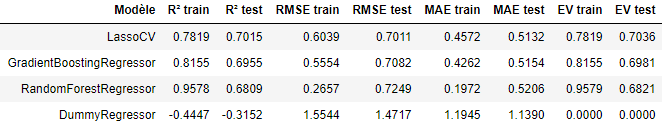 Modèle R² train R² test RMSE train RMSE test MAE train MAE test EV train EV test
LassoCV 0.7819 0.7015 0.6039 0.7011 0.4572 0.5132 0.7819 0.7036
GradientBoostingRegressor 0.8155 0.6955 0.5554 0.7082 0.4262 0.5154 0.8155 0.6981
RandomForestRegressor 0.9578 0.6809 0.2657 0.7249 0.1972 0.5206 0.9579 0.6821
DummyRegressor -0.4447 -0.3152 1.5544 1.4717 1.1945 1.1390 0.0000 0.0000